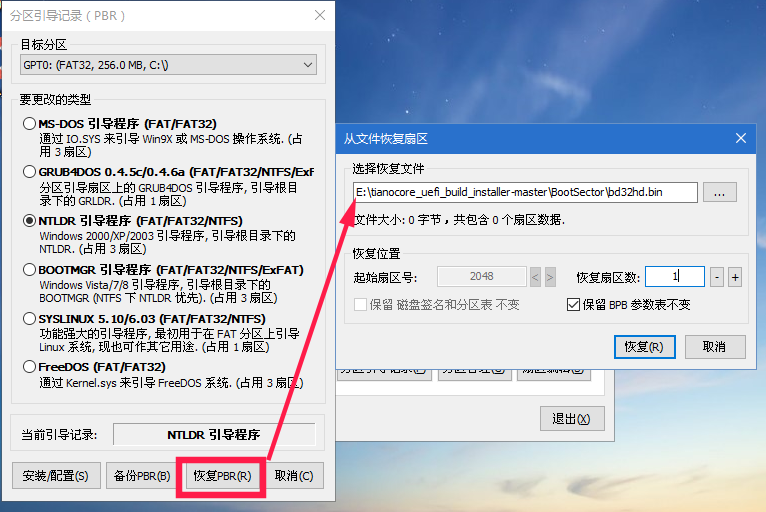 分区引导记录（PBR）
目标分区
GPT0: (FAT32, 256.0 MB, C:\)
要更改的类型
MS-DOS 引导程序 (FAT/FAT32)
通过 IO.SYS 来引导 Win9X 或 MS-DOS 操作系统. (占
用 3 扇区)
GRUB4DOS 0.4.5c/0.4.6a (FAT/FAT32/NTFS/ExF
分区引导扇区上的 GRUB4DOS 引导程序, 引导根目
录下的 GRLDR. (占用 1 扇区)
NTLDR 引导程序 (FAT/FAT32/NTFS)
Windows 2000/XP/2003 引导程序, 引导根目录下的
NTLDR. (占用 3 扇区)
BOOTMGR 引导程序 (FAT/FAT32/NTFS/ExFAT)
Windows Vista/7/8 引导程序, 引导根目录下的
BOOTMGR (NTFS 下 NTLDR 优先). (占用 3 扇区)
SYSLINUX 5.10/6.03 (FAT/FAT32/NTFS)
功能强大的引导程序, 最初用于在 FAT 分区上引导
Linux 系统, 现也可作其它用途. (占用 1 扇区)
FreeDOS (FAT/FAT32)
通过 Kernel.sys 来引导 FreeDOS 系统. (占用 3 扇区)
当前引导记录:
NTLDR 引导程序
安装/配置(S)
备份PBR(B)
恢复PBR(R)
取消(C)
从文件恢复扇区
选择恢复文件
E:\tianocore_uefi_build_installer-master\BootSector\bd32hd.bin
...
文件大小: 0 字节，共包含 0 个扇区数据.
恢复位置
起始扇区号:
2048
<
>
恢复扇区数:
1
-
+
保留 磁盘签名和分区表 不变
保留 BPB 参数表不变
恢复(R)
取消
分区引导记录(P)
分区管理(G)
扇区编辑(E)
退出(X)